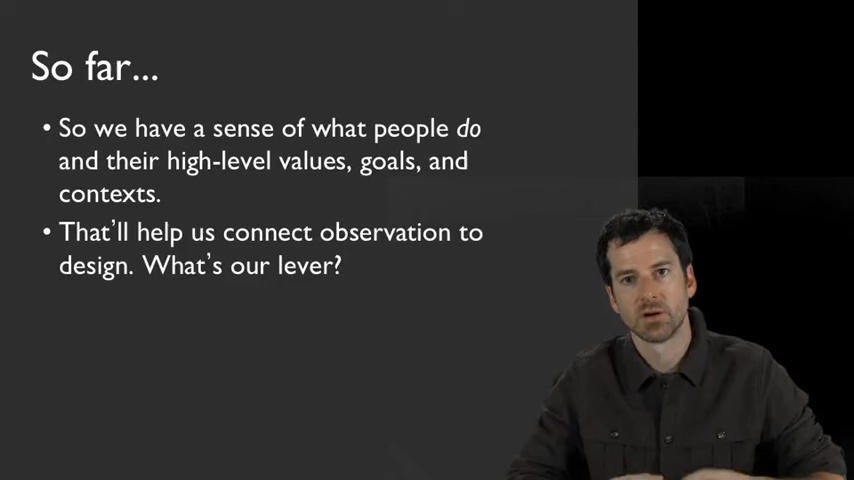 So far...
• So we have a sense of what people do
and their high-level values, goals, and
contexts.
• That’ll help us connect observation to
design. What’s our lever?